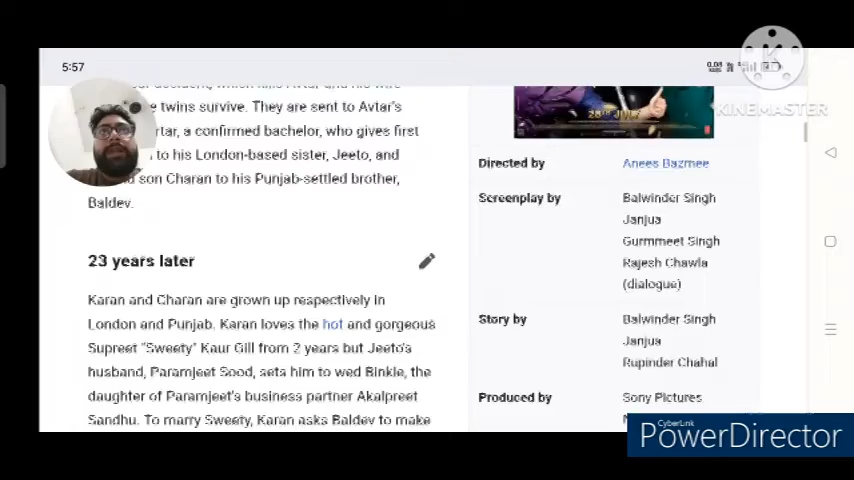 5:57
KINEMASTER
twins survive. They are sent to Avtar's
a confirmed bachelor, who gives first
to his London-based sister, Jeeto, and
son Charan to his Punjab-settled brother,
Baldev.
23 years later
Karan and Charan are grown up respectively in
London and Punjab. Karan loves the hot and gorgeous
Supreet "Sweety" Kaur Gill from 2 years but Jeeto's
husband, Paramjeet Sood, sets him to wed Binkle, the
daughter of Paramjeet's business partner Akalpreet
Sandhu. To marry Sweety, Karan asks Baldev to make
Directed by
Anees Bazmee
Screenplay by
Balwinder Singh
Janjua
Gurmmeet Singh
Rajesh Chawla
(dialogue)
Story by
Balwinder Singh
Janjua
Rupinder Chahal
Produced by
Sony Pictures
CyberLink
PowerDirector